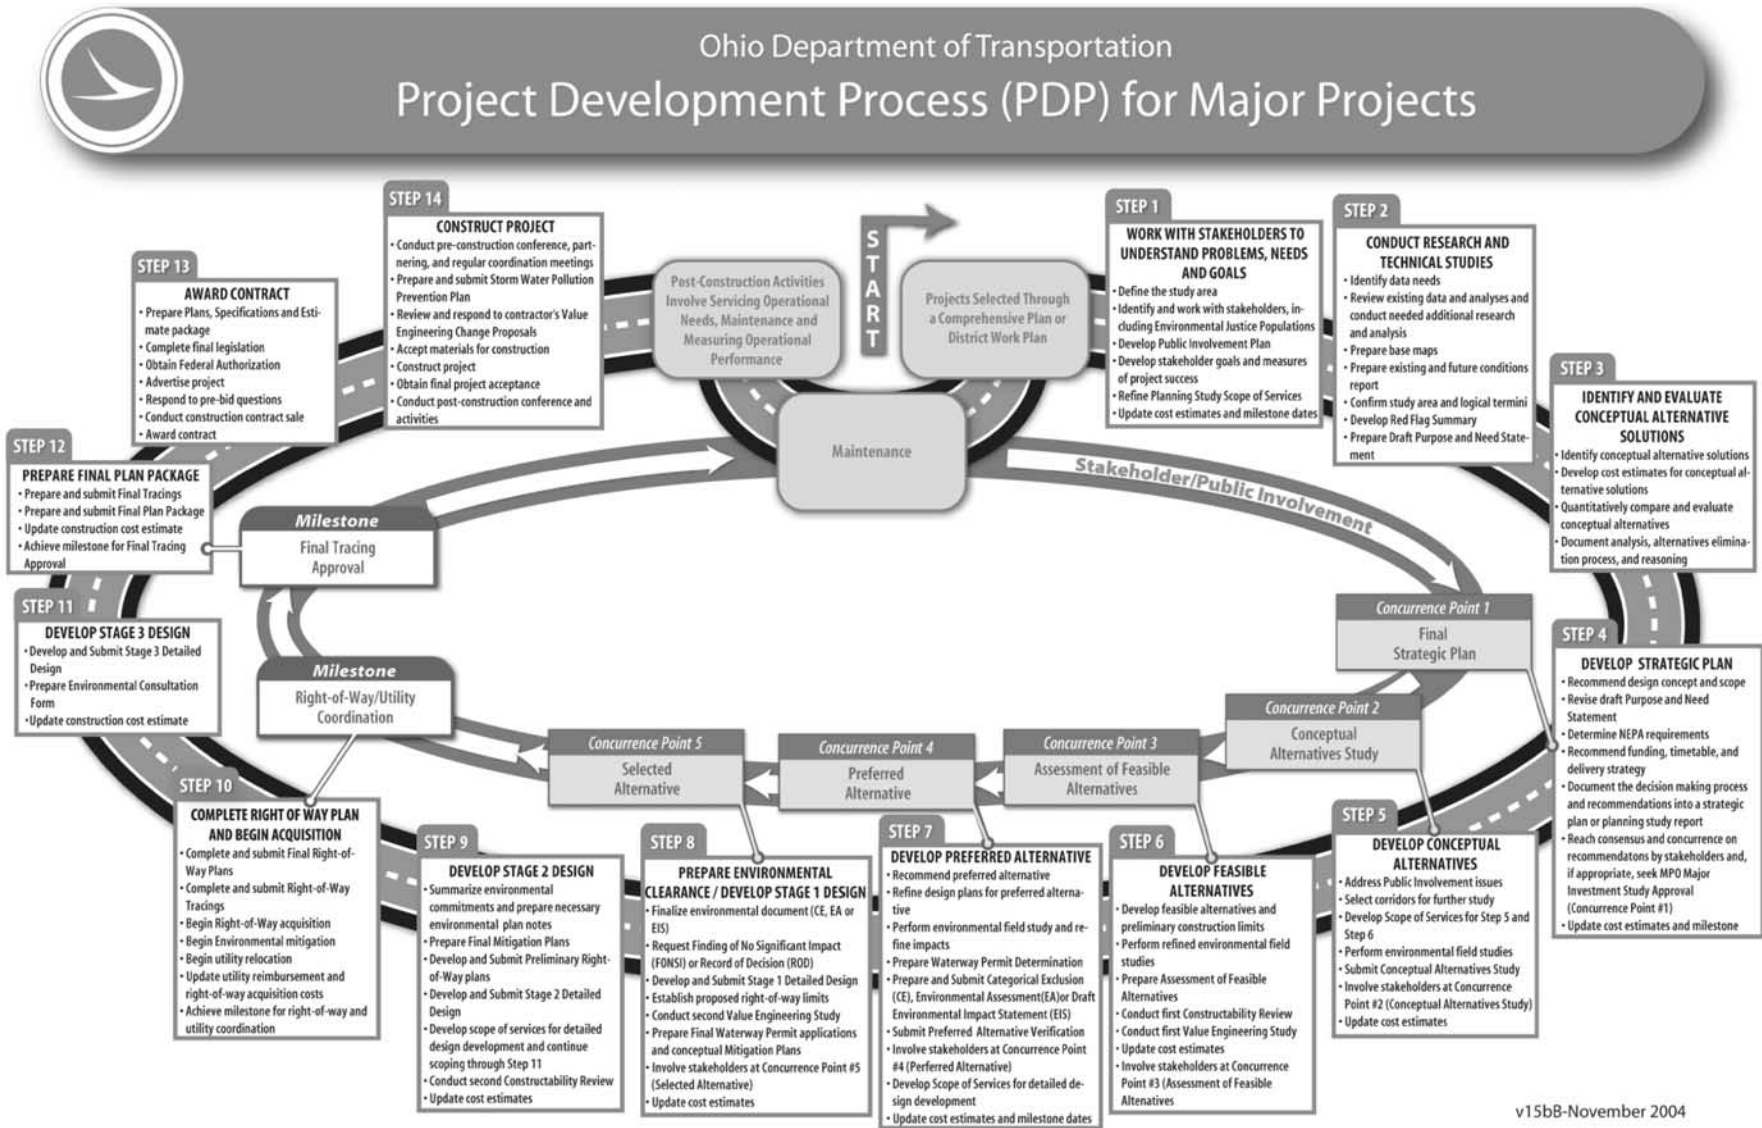 Ohio Department of Transportation
Project Development Process (PDP) for Major Projects
START
Post-Construction Activities
Involve Servicing Operational
Needs, Maintenance and
Measuring Operational
Performance
Projects Selected Through
a Comprehensive Plan or
District Work Plan
Maintenance
Stakeholder/Public Involvement
STEP 1
WORK WITH STAKEHOLDERS TO
UNDERSTAND PROBLEMS, NEEDS
AND GOALS
• Define the study area
• Identify and work with stakeholders, in-
cluding Environmental Justice Populations
• Develop Public Involvement Plan
• Develop stakeholder goals and measures
of project success
• Refine Planning Study Scope of Services
• Update cost estimates and milestone dates
STEP 2
CONDUCT RESEARCH AND
TECHNICAL STUDIES
• Identify data needs
• Review existing data and analyses and
conduct needed additional research
and analysis
• Prepare base maps
• Prepare existing and future conditions
report
• Confirm study area and logical termini
• Develop Red Flag Summary
• Prepare Draft Purpose and Need State-
ment
STEP 3
IDENTIFY AND EVALUATE
CONCEPTUAL ALTERNATIVE
SOLUTIONS
• Identify conceptual alternative solutions
• Develop cost estimates for conceptual al-
ternative solutions
• Quantitatively compare and evaluate
conceptual alternatives
• Document analysis, alternatives elimina-
tion process, and reasoning
Concurrence Point 1
Final
Strategic Plan
STEP 4
DEVELOP STRATEGIC PLAN
• Recommend design concept and scope
• Revise draft Purpose and Need
Statement
• Determine NEPA requirements
• Recommend funding, timetable, and
delivery strategy
• Document the decision making process
and recommendations into a strategic
plan or planning study report
• Reach consensus and concurrence on
recommendatons by stakeholders and,
if appropriate, seek MPO Major
Investment Study Approval
(Concurrence Point #1)
• Update cost estimates and milestone
Concurrence Point 2
Conceptual
Alternatives Study
STEP 5
DEVELOP CONCEPTUAL
ALTERNATIVES
• Address Public Involvement issues
• Select corridors for further study
• Develop Scope of Services for Step 5 and
Step 6
• Perform environmental field studies
• Submit Conceptual Alternatives Study
• Involve stakeholders at Concurrence
Point #2 (Conceptual Alternatives Study)
• Update cost estimates
Concurrence Point 3
Assessment of Feasible
Alternatives
STEP 6
DEVELOP FEASIBLE
ALTERNATIVES
• Develop feasible alternatives and
preliminary construction limits
• Perform refined environmental field
studies
• Prepare Assessment of Feasible
Alternatives
• Conduct first Constructability Review
• Conduct first Value Engineering Study
• Update cost estimates
• Involve stakeholders at Concurrence
Point #3 (Assessment of Feasible
Altenatives
Concurrence Point 4
Preferred
Alternative
STEP 7
DEVELOP PREFERRED ALTERNATIVE
• Recommend preferred alternative
• Refine design plans for preferred alterna-
tive
• Perform environmental field study and re-
fine impacts
• Prepare Waterway Permit Determination
• Prepare and Submit Categorical Exclusion
(CE), Environmental Assessment(EA)or Draft
Environmental Impact Statement (EIS)
• Submit Preferred Alternative Verification
• Involve stakeholders at Concurrence Point
#4 (Perferred Alternative)
• Develop Scope of Services for detailed de-
sign development
• Update cost estimates and milestone dates
Concurrence Point 5
Selected
Alternative
STEP 8
PREPARE ENVIRONMENTAL
CLEARANCE / DEVELOP STAGE 1 DESIGN
• Finalize environmental document (CE, EA or
EIS)
• Request Finding of No Significant Impact
(FONSI) or Record of Decision (ROD)
• Develop and Submit Stage 1 Detailed Design
• Establish proposed right-of-way limits
• Conduct second Value Engineering Study
• Prepare Final Waterway Permit applications
and conceptual Mitigation Plans
• Involve stakeholders at Concurrence Point #5
(Selected Alternative)
• Update cost estimates
STEP 9
DEVELOP STAGE 2 DESIGN
• Summarize environmental
commitments and prepare necessary
environmental plan notes
• Prepare Final Mitigation Plans
• Develop and Submit Preliminary Right-
of-Way plans
• Develop and Submit Stage 2 Detailed
Design
• Develop scope of services for detailed
design development and continue
scoping through Step 11
• Conduct second Constructability Review
• Update cost estimates
Milestone
Right-of-Way/Utility
Coordination
STEP 10
COMPLETE RIGHT OF WAY PLAN
AND BEGIN ACQUISITION
• Complete and submit Final Right-of-
Way Plans
• Complete and submit Right-of-Way
Tracings
• Begin Right-of-Way acquisition
• Begin Environmental mitigation
• Begin utility relocation
• Update utility reimbursement and
right-of-way acquisition costs
• Achieve milestone for right-of-way and
utility coordination
STEP 11
DEVELOP STAGE 3 DESIGN
• Develop and Submit Stage 3 Detailed
Design
• Prepare Environmental Consultation
Form
• Update construction cost estimate
Milestone
Final Tracing
Approval
STEP 12
PREPARE FINAL PLAN PACKAGE
• Prepare and submit Final Tracings
• Prepare and submit Final Plan Package
• Update construction cost estimate
• Achieve milestone for Final Tracing
Approval
STEP 13
AWARD CONTRACT
• Prepare Plans, Specifications and Esti-
mate package
• Complete final legislation
• Obtain Federal Authorization
• Advertise project
• Respond to pre-bid questions
• Conduct construction contract sale
• Award contract
STEP 14
CONSTRUCT PROJECT
• Conduct pre-construction conference, part-
nering, and regular coordination meetings
• Prepare and submit Storm Water Pollution
Prevention Plan
• Review and respond to contractor's Value
Engineering Change Proposals
• Accept materials for construction
• Construct project
• Obtain final project acceptance
• Conduct post-construction conference and
activities
v15bB-November 2004